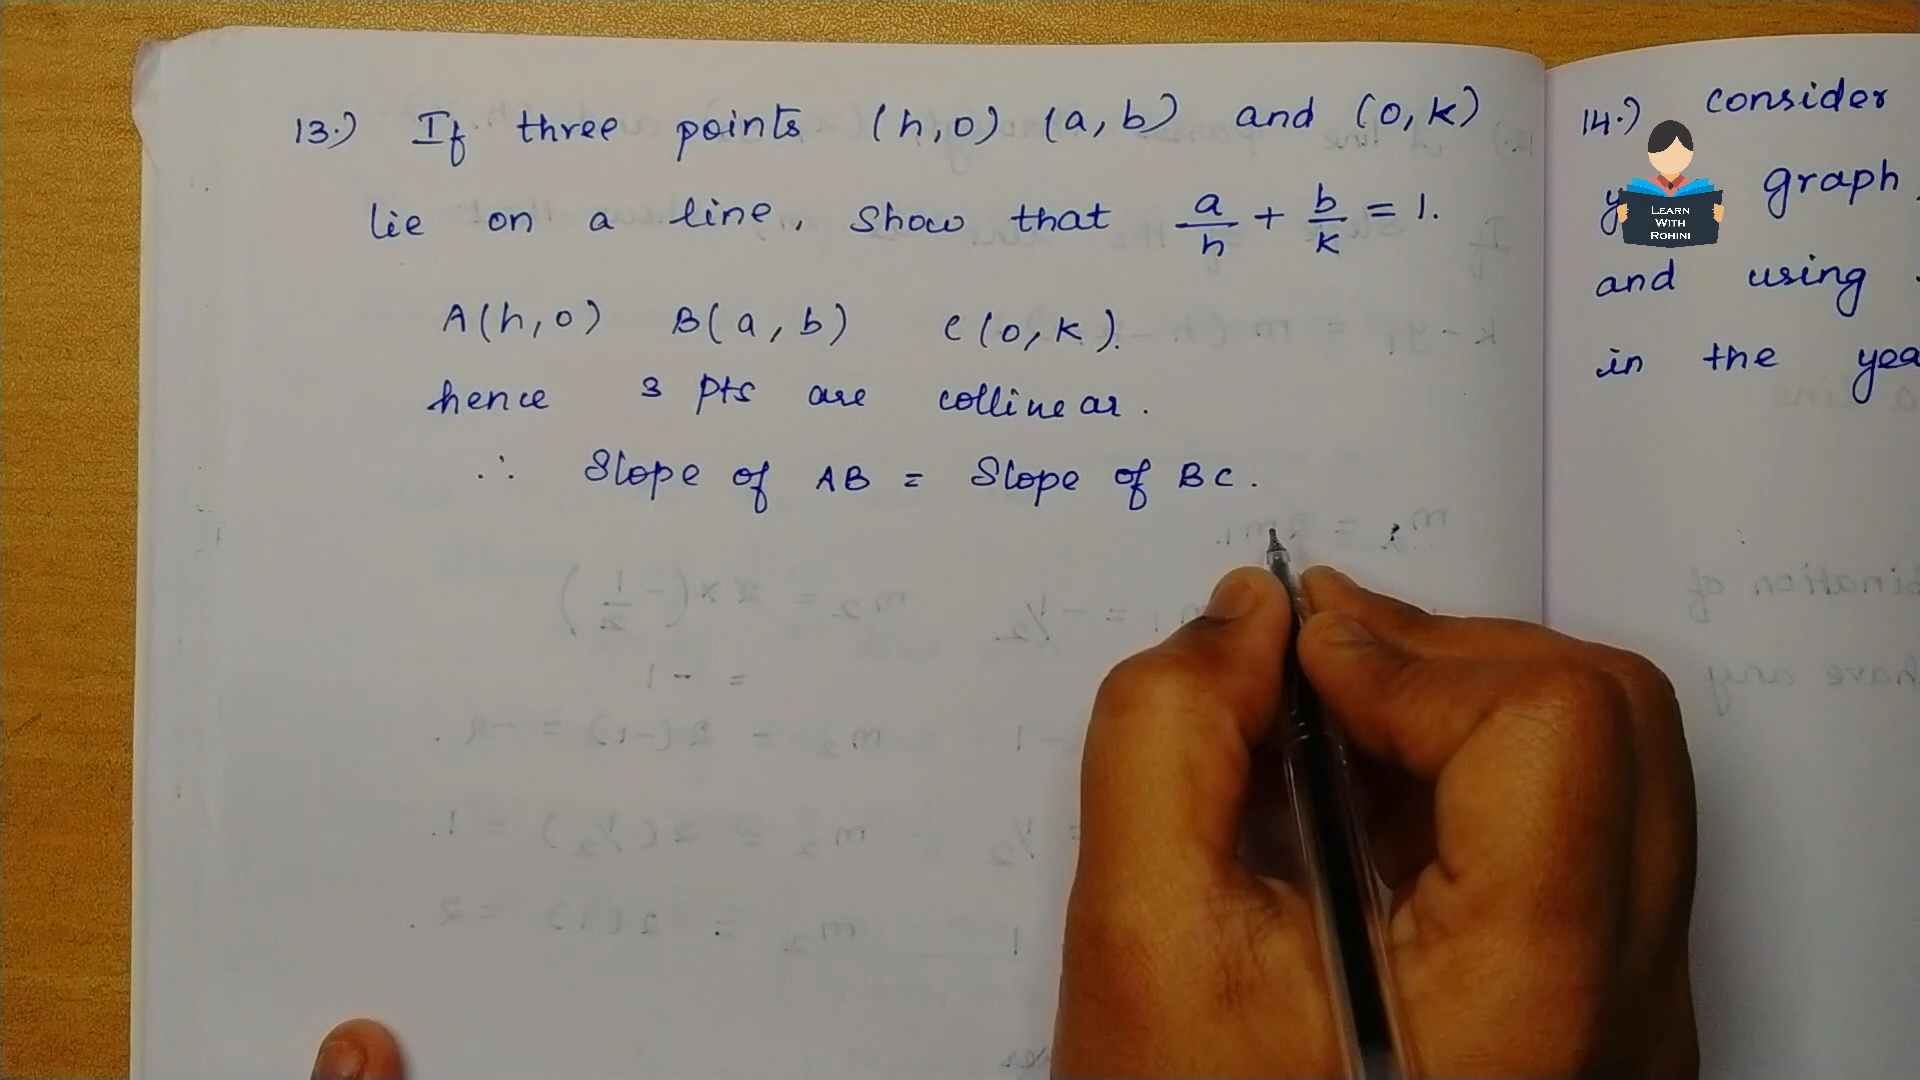 13.) If three points (h,0) (a,b) and (0,k)
lie on a line, show that a/h + b/k = 1.
A(h,0) B(a,b) C(0,k).
hence 3 pts are collinear.
∴ Slope of AB = Slope of BC.
14.) consider
graph
and using
in the yea
LEARN
WITH
ROHINI